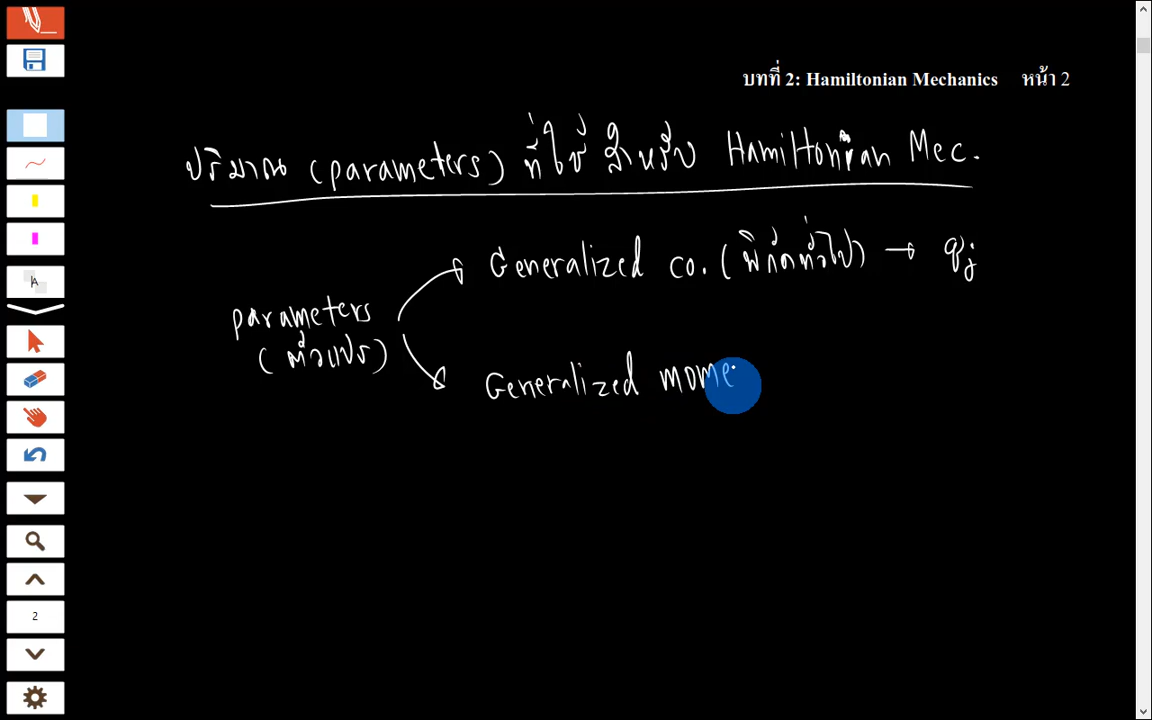 บทที่ 2: Hamiltonian Mechanics หน้า 2
ปริมาณ (parameters) ที่ใช้ สำหรับ Hamiltonian Mec.
Generalized co. (พิกัดทั่วไป) → qj
parameters
(ตัวแปร)
Generalized mome
2